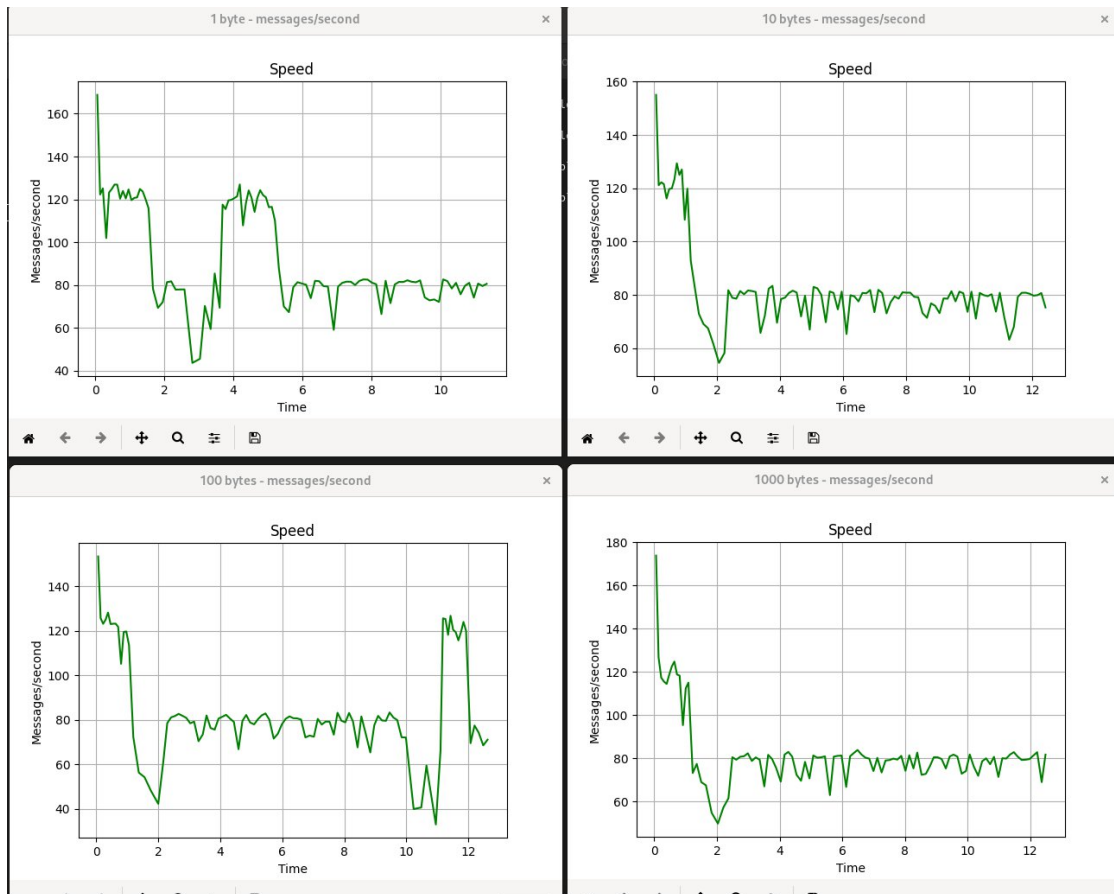 1 byte - messages/second
×
Speed
160
140
120
100
80
60
40
Messages/second
0 2 4 6 8 10
Time
10 bytes - messages/second
×
Speed
160
140
120
100
80
60
Messages/second
0 2 4 6 8 10 12
Time
100 bytes - messages/second
×
Speed
140
120
100
80
60
40
Messages/second
0 2 4 6 8 10 12
Time
1000 bytes - messages/second
×
Speed
180
160
140
120
100
80
60
Messages/second
0 2 4 6 8 10 12
Time